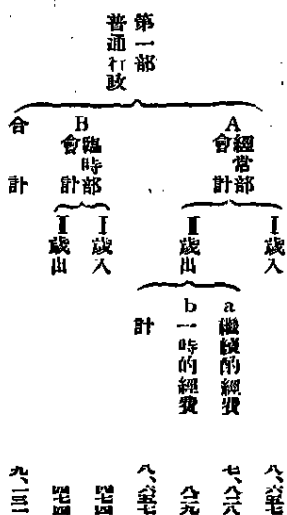 第一部
普通行政
A 經常部
會計
I 歲入
II 歲出
a 繼續的經費
b 一時的經費
計
B 臨時部
會計
I 歲入
II 歲出
合計